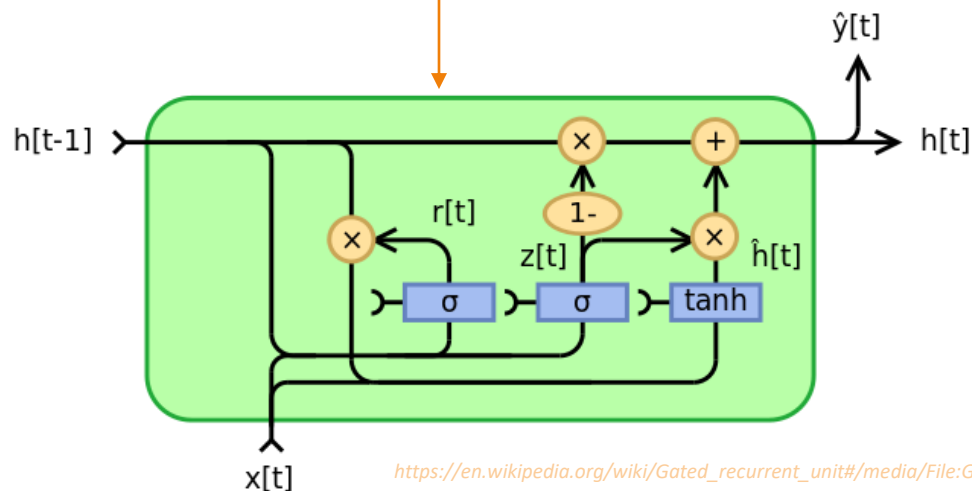 ŷ[t]
h[t-1]
×
+
h[t]
r[t]
1-
×
×
z[t]
ĥ[t]
σ
σ
tanh
x[t]
https://en.wikipedia.org/wiki/Gated_recurrent_unit#/media/File:G